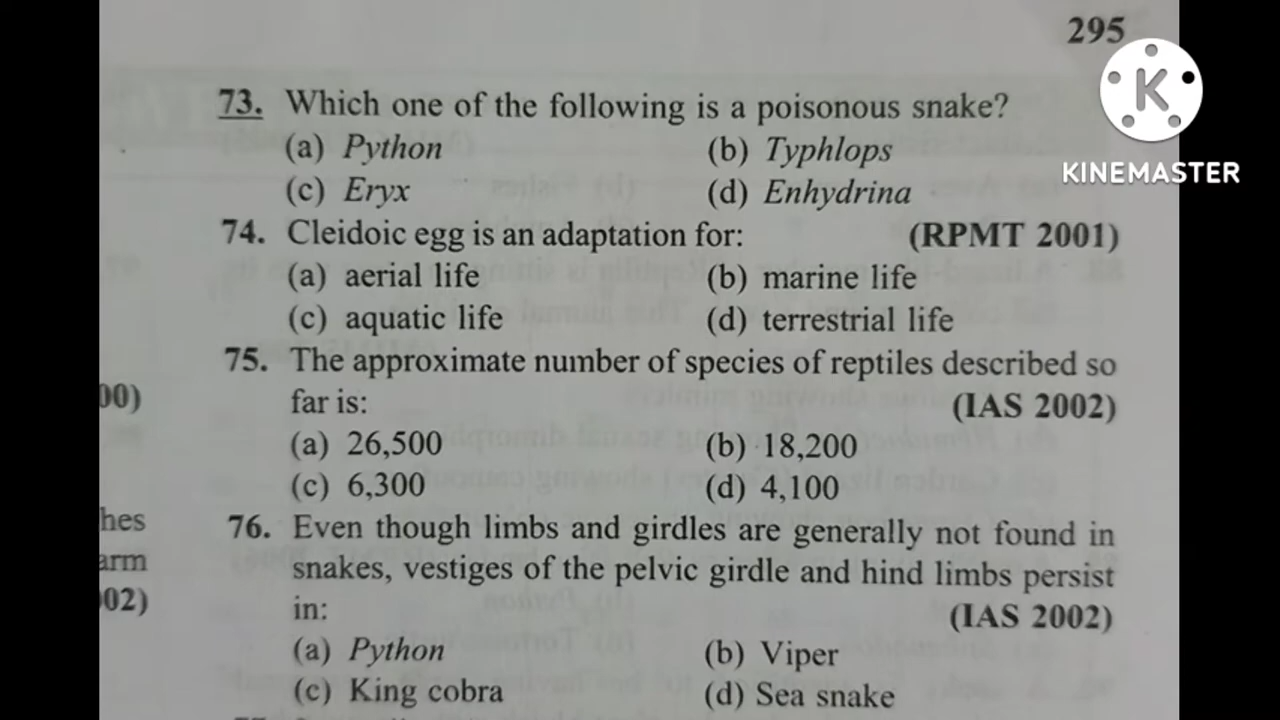 295
K
KINEMASTER
73. Which one of the following is a poisonous snake?
(a) Python (b) Typhlops
(c) Eryx (d) Enhydrina
74. Cleidoic egg is an adaptation for: (RPMT 2001)
(a) aerial life (b) marine life
(c) aquatic life (d) terrestrial life
75. The approximate number of species of reptiles described so
far is: (IAS 2002)
(a) 26,500 (b) 18,200
(c) 6,300 (d) 4,100
76. Even though limbs and girdles are generally not found in
snakes, vestiges of the pelvic girdle and hind limbs persist
in: (IAS 2002)
(a) Python (b) Viper
(c) King cobra (d) Sea snake
00)
hes
arm
02)